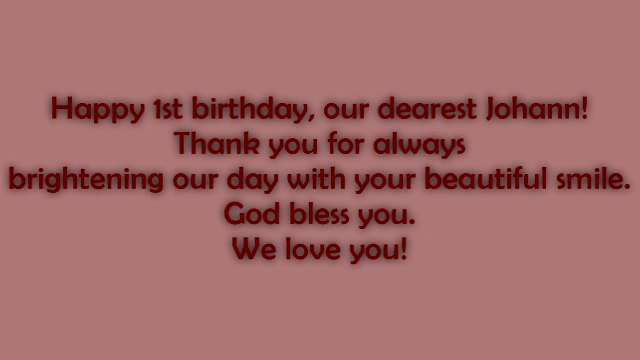 Happy 1st birthday, our dearest Johann!
Thank you for always
brightening our day with your beautiful smile.
God bless you.
We love you!